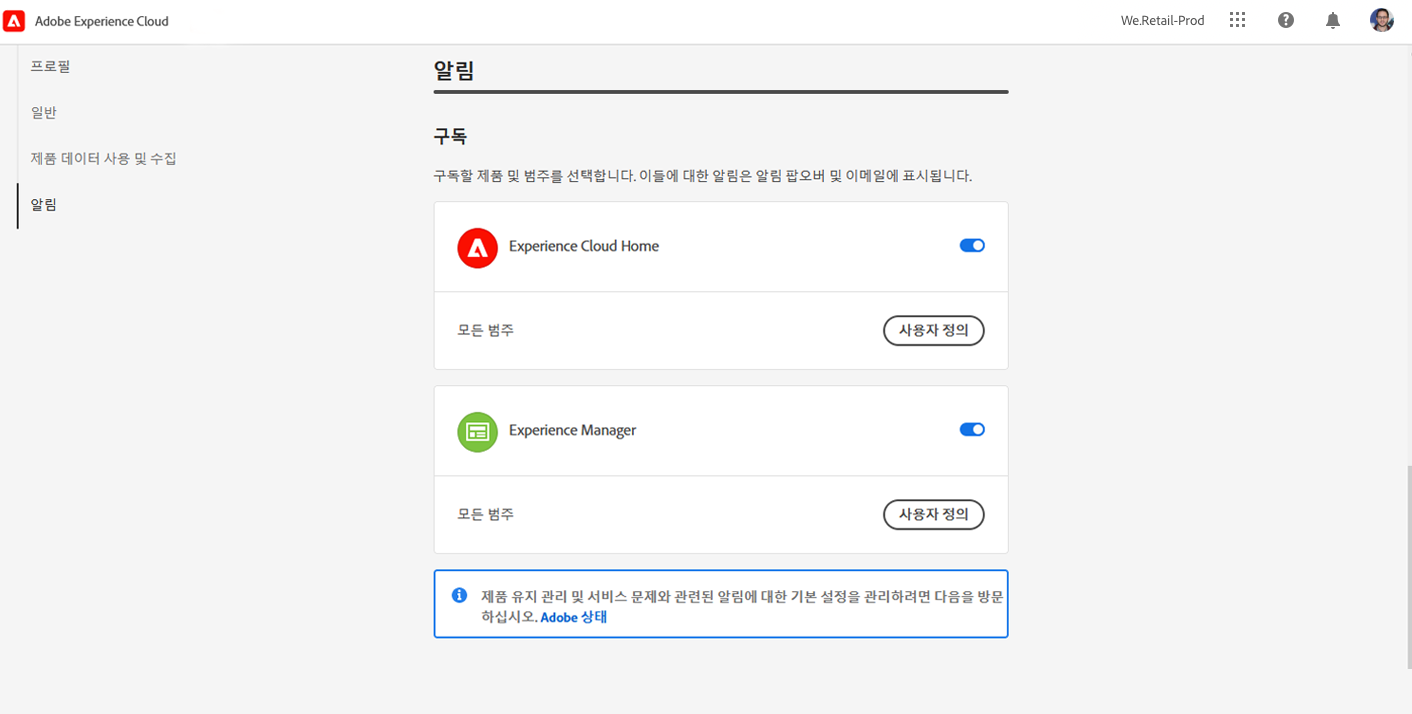 Adobe Experience Cloud
We.Retail-Prod
프로필
일반
제품 데이터 사용 및 수집
알림
알림
구독
구독할 제품 및 범주를 선택합니다. 이들에 대한 알림은 알림 팝오버 및 이메일에 표시됩니다.
Experience Cloud Home
모든 범주
사용자 정의
Experience Manager
모든 범주
사용자 정의
제품 유지 관리 및 서비스 문제와 관련된 알림에 대한 기본 설정을 관리하려면 다음을 방문
하십시오. Adobe 상태